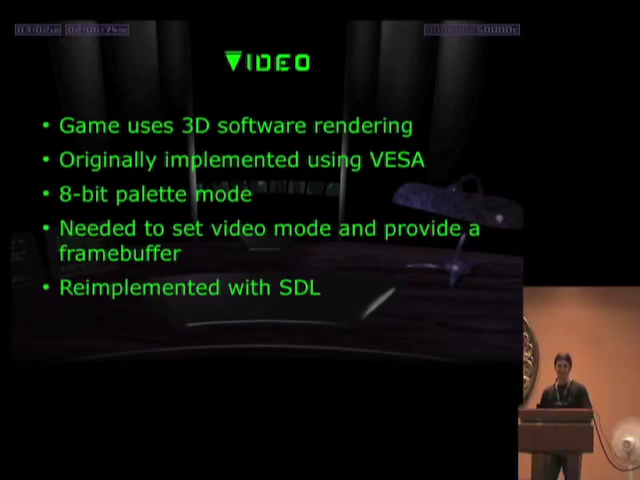 VIDEO
• Game uses 3D software rendering
• Originally implemented using VESA
• 8-bit palette mode
• Needed to set video mode and provide a
framebuffer
• Reimplemented with SDL